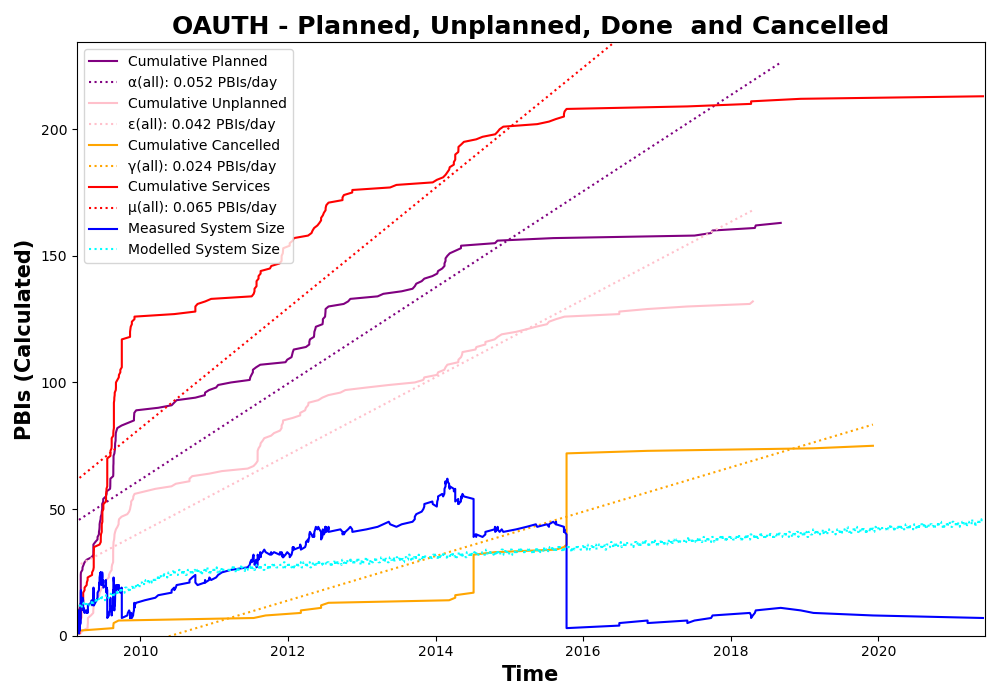 OAUTH - Planned, Unplanned, Done  and Cancelled
Cumulative Planned
α(all): 0.052 PBIs/day
Cumulative Unplanned
ε(all): 0.042 PBIs/day
Cumulative Cancelled
γ(all): 0.024 PBIs/day
Cumulative Services
μ(all): 0.065 PBIs/day
Measured System Size
Modelled System Size
PBIs (Calculated)
200
150
100
50
0
2010
2012
2014
2016
2018
2020
Time